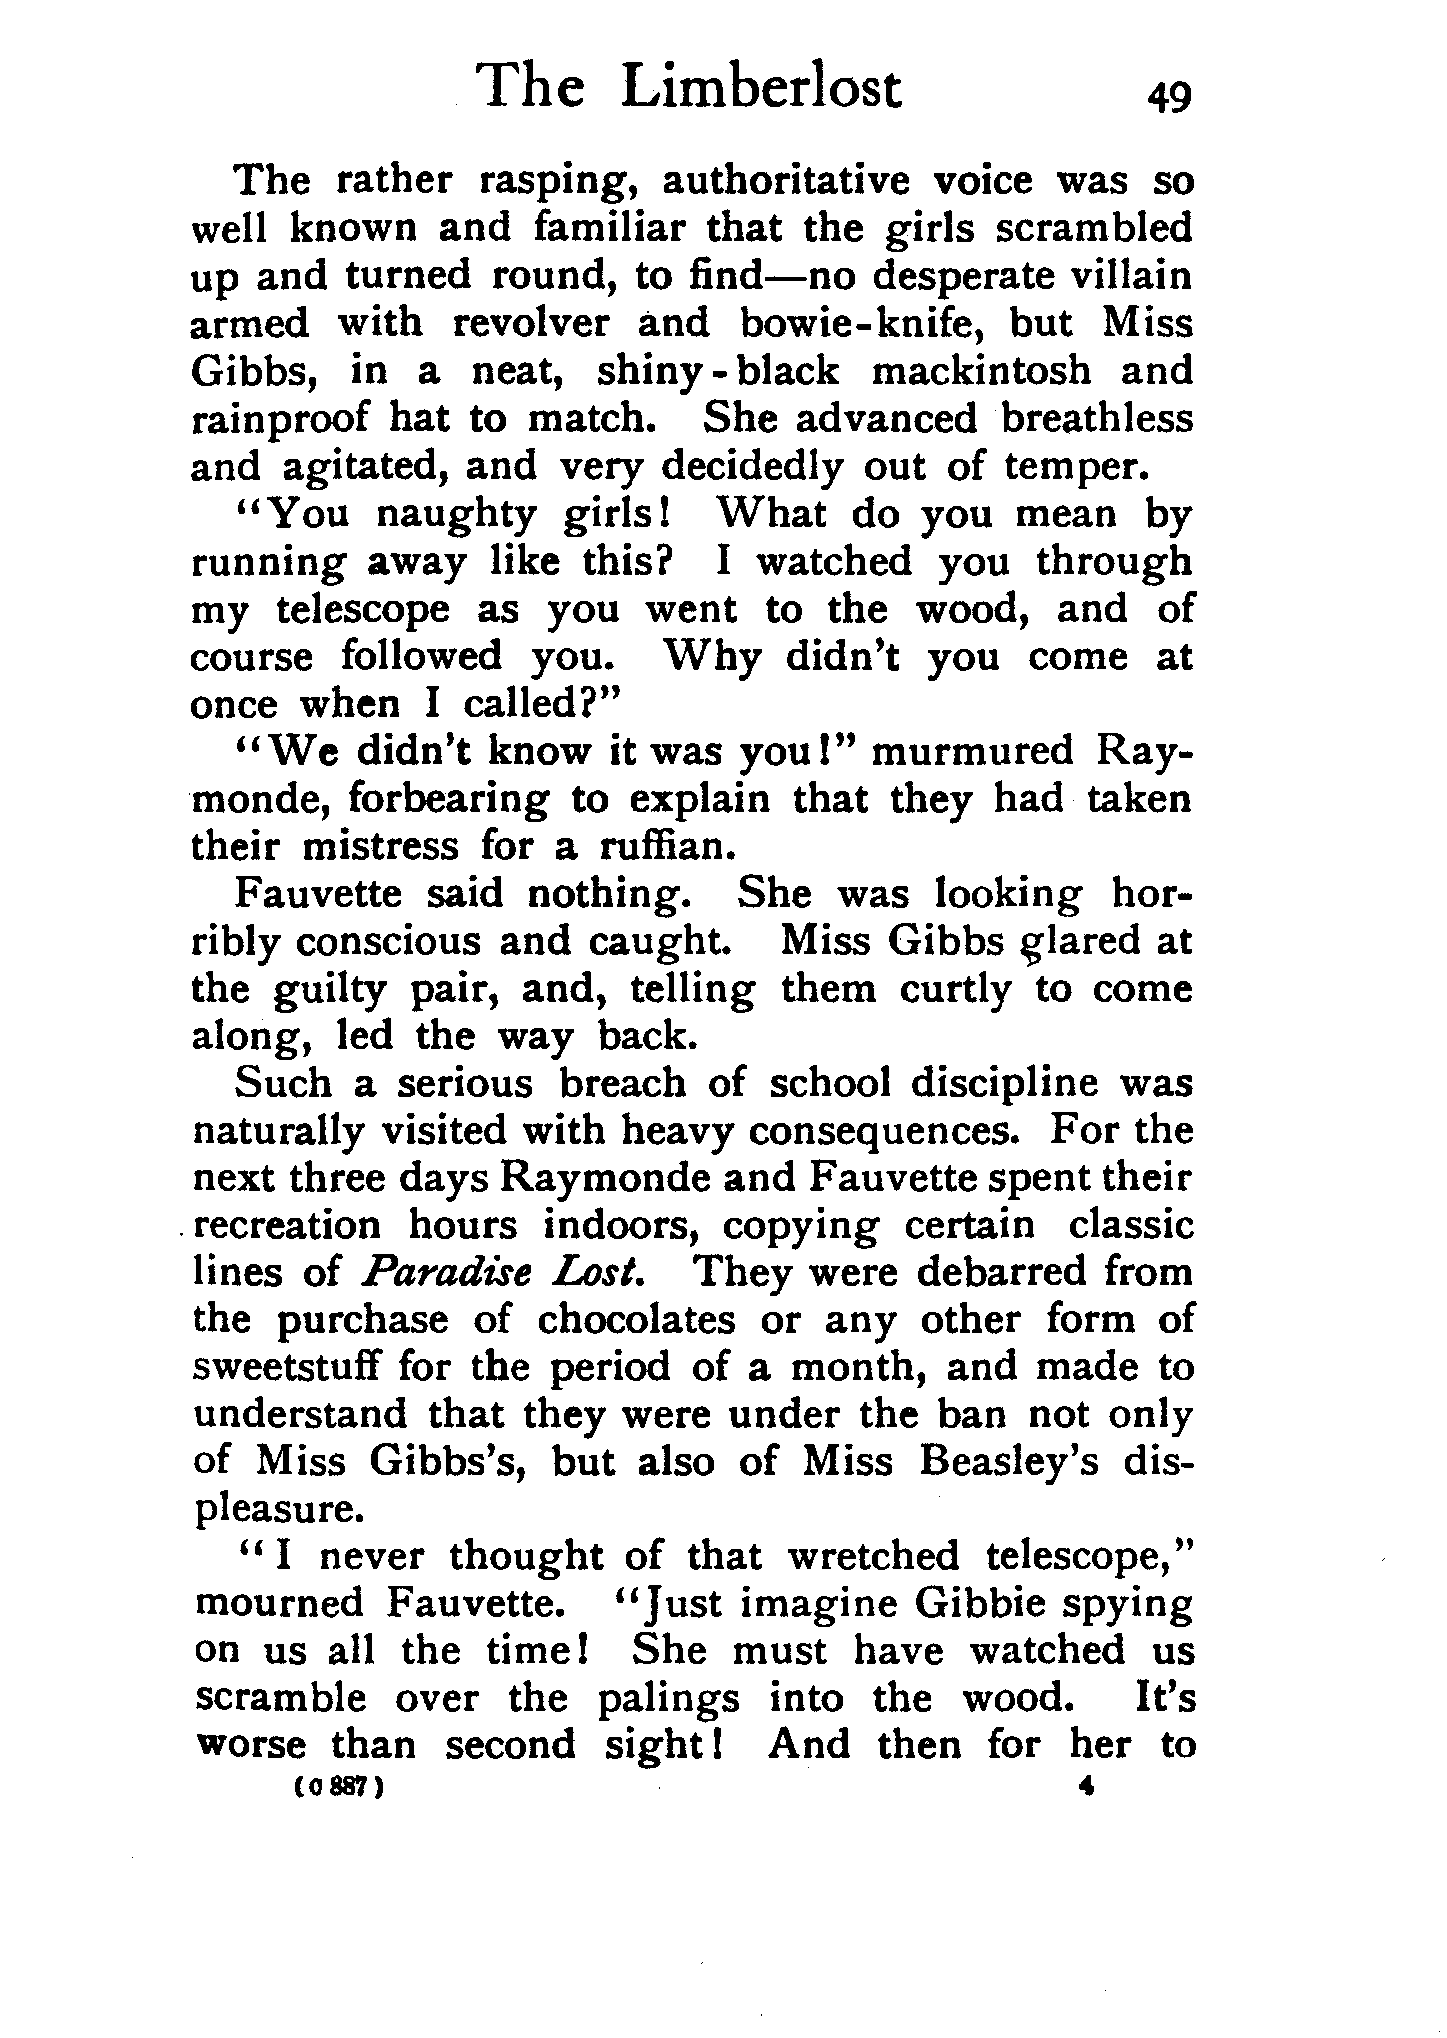 The Limberlost 49
The rather rasping, authoritative voice was so
well known and familiar that the girls scrambled
up and turned round, to find—no desperate villain
armed with revolver and bowie-knife, but Miss
Gibbs, in a neat, shiny-black mackintosh and
rainproof hat to match. She advanced breathless
and agitated, and very decidedly out of temper.
"You naughty girls! What do you mean by
running away like this? I watched you through
my telescope as you went to the wood, and of
course followed you. Why didn't you come at
once when I called?"
"We didn't know it was you!" murmured Ray-
monde, forbearing to explain that they had taken
their mistress for a ruffian.
Fauvette said nothing. She was looking hor-
ribly conscious and caught. Miss Gibbs glared at
the guilty pair, and, telling them curtly to come
along, led the way back.
Such a serious breach of school discipline was
naturally visited with heavy consequences. For the
next three days Raymonde and Fauvette spent their
recreation hours indoors, copying certain classic
lines of Paradise Lost. They were debarred from
the purchase of chocolates or any other form of
sweetstuff for the period of a month, and made to
understand that they were under the ban not only
of Miss Gibbs's, but also of Miss Beasley's dis-
pleasure.
"I never thought of that wretched telescope,"
mourned Fauvette. "Just imagine Gibbie spying
on us all the time! She must have watched us
scramble over the palings into the wood. It's
worse than second sight! And then for her to
(C 887) 4